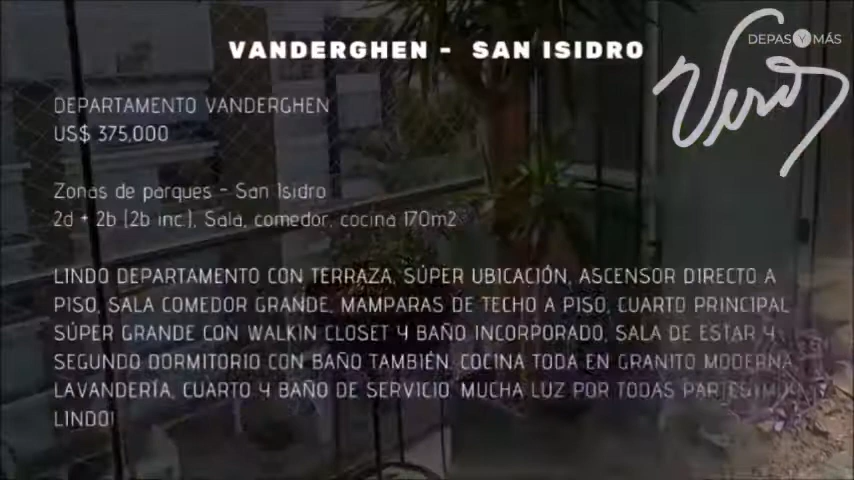 VANDERGHEN - SAN ISIDRO
DEPAS Y MÁS
Vero
DEPARTAMENTO VANDERGHEN
US$ 375,000
Zonas de parques - San Isidro
2d + 2b (2b inc.), Sala, comedor, cocina 170m2
LINDO DEPARTAMENTO CON TERRAZA, SÚPER UBICACIÓN, ASCENSOR DIRECTO A
PISO, SALA COMEDOR GRANDE, MAMPARAS DE TECHO A PISO, CUARTO PRINCIPAL
SÚPER GRANDE CON WALKIN CLOSET Y BAÑO INCORPORADO, SALA DE ESTAR Y
SEGUNDO DORMITORIO CON BAÑO TAMBIÉN, COCINA TODA EN GRANITO MODERNA,
LAVANDERÍA, CUARTO Y BAÑO DE SERVICIO. MUCHA LUZ POR TODAS PARTES!
LINDO!